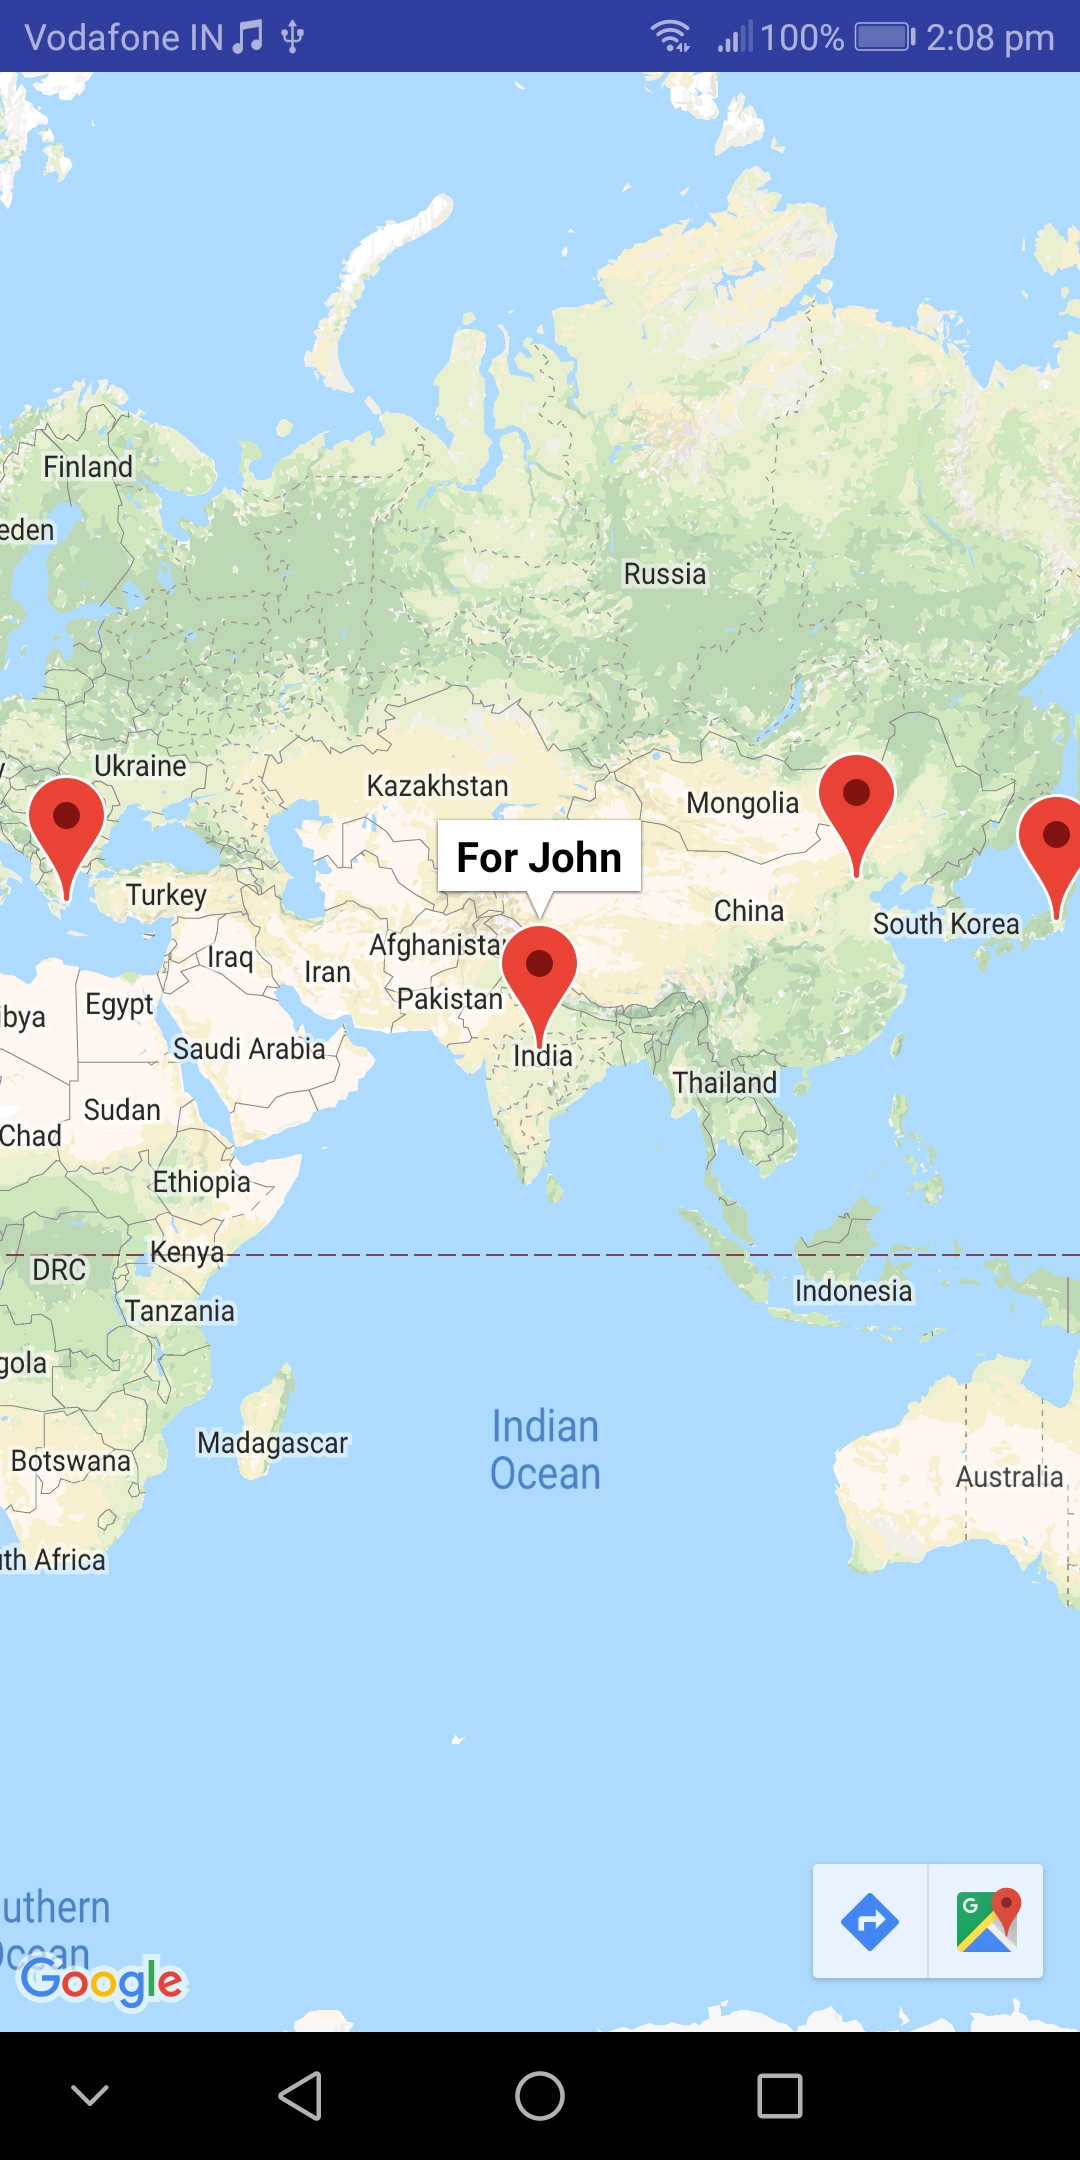 Vodafone IN 100% 2:08 pm
Finland
eden
Russia
Ukraine
Kazakhstan
Mongolia
For John
Turkey
China
South Korea
Afghanista
Iraq
Iran
Pakistan
Egypt
ibya
Saudi Arabia
India
Thailand
Sudan
Chad
Ethiopia
Kenya
DRC
Indonesia
Tanzania
gola
Indian
Ocean
Madagascar
Botswana
Australia
th Africa
uthern
Ocean
Google
G